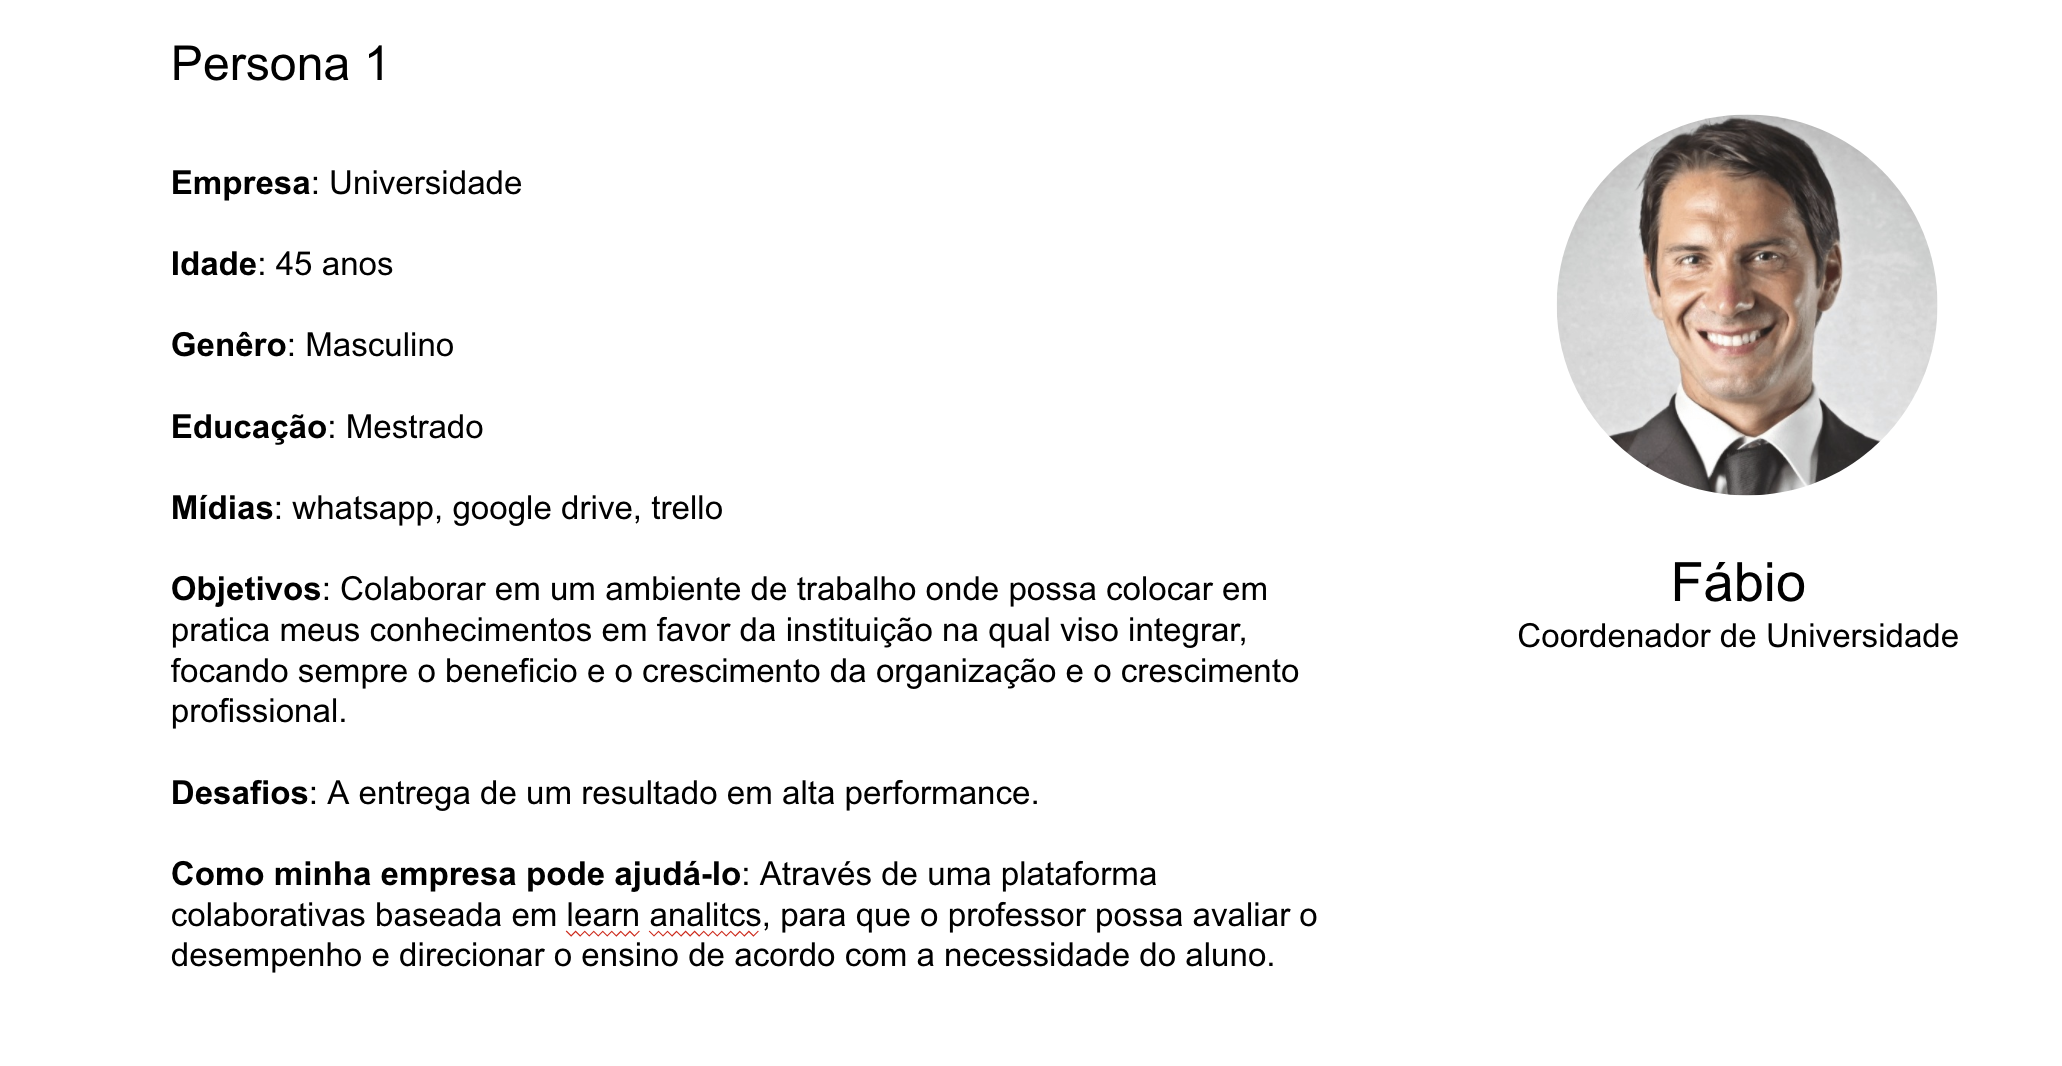 Persona 1
Empresa: Universidade
Idade: 45 anos
Genêro: Masculino
Educação: Mestrado
Mídias: whatsapp, google drive, trello
Objetivos: Colaborar em um ambiente de trabalho onde possa colocar em
pratica meus conhecimentos em favor da instituição na qual viso integrar,
focando sempre o beneficio e o crescimento da organização e o crescimento
profissional.
Desafios: A entrega de um resultado em alta performance.
Como minha empresa pode ajudá-lo: Através de uma plataforma
colaborativas baseada em learn analitcs, para que o professor possa avaliar o
desempenho e direcionar o ensino de acordo com a necessidade do aluno.
Fábio
Coordenador de Universidade